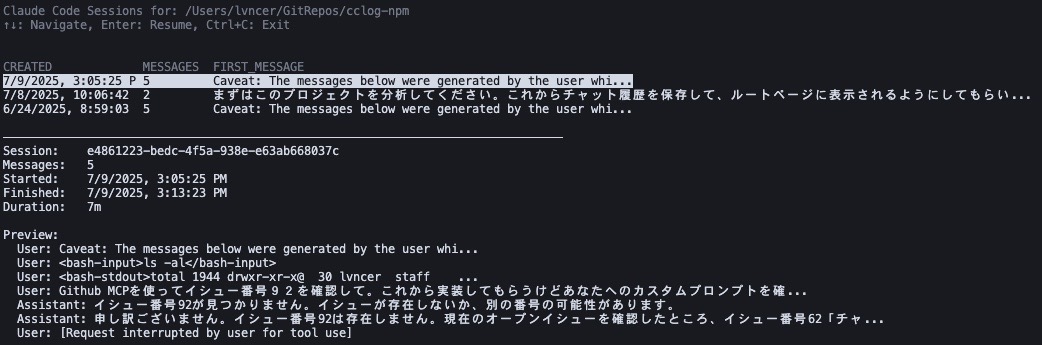 Claude Code Sessions for: /Users/lvncer/GitRepos/cclog-npm
↑↓: Navigate, Enter: Resume, Ctrl+C: Exit
CREATED MESSAGES FIRST_MESSAGE
7/9/2025, 3:05:25 P 5 Caveat: The messages below were generated by the user whi...
7/8/2025, 10:06:42 2 まずはこのプロジェクトを分析してください。これからチャット履歴を保存して、ルートページに表示されるようにしてもらい...
6/24/2025, 8:59:03 5 Caveat: The messages below were generated by the user whi...
Session: e4861223-bedc-4f5a-938e-e63ab668037c
Messages: 5
Started: 7/9/2025, 3:05:25 PM
Finished: 7/9/2025, 3:13:23 PM
Duration: 7m
Preview:
User: Caveat: The messages below were generated by the user whi...
User: <bash-input>ls -al</bash-input>
User: <bash-stdout>total 1944 drwxr-xr-x@ 30 lvncer staff ...
User: Github MCPを使ってイシュー番号９２を確認して。これから実装してもらうけどあなたへのカスタムプロンプトを確...
Assistant: イシュー番号92が見つかりません。イシューが存在しないか、別の番号の可能性があります。
Assistant: 申し訳ございません。イシュー番号92は存在しません。現在のオープンイシューを確認したところ、イシュー番号62「チャ...
User: [Request interrupted by user for tool use]